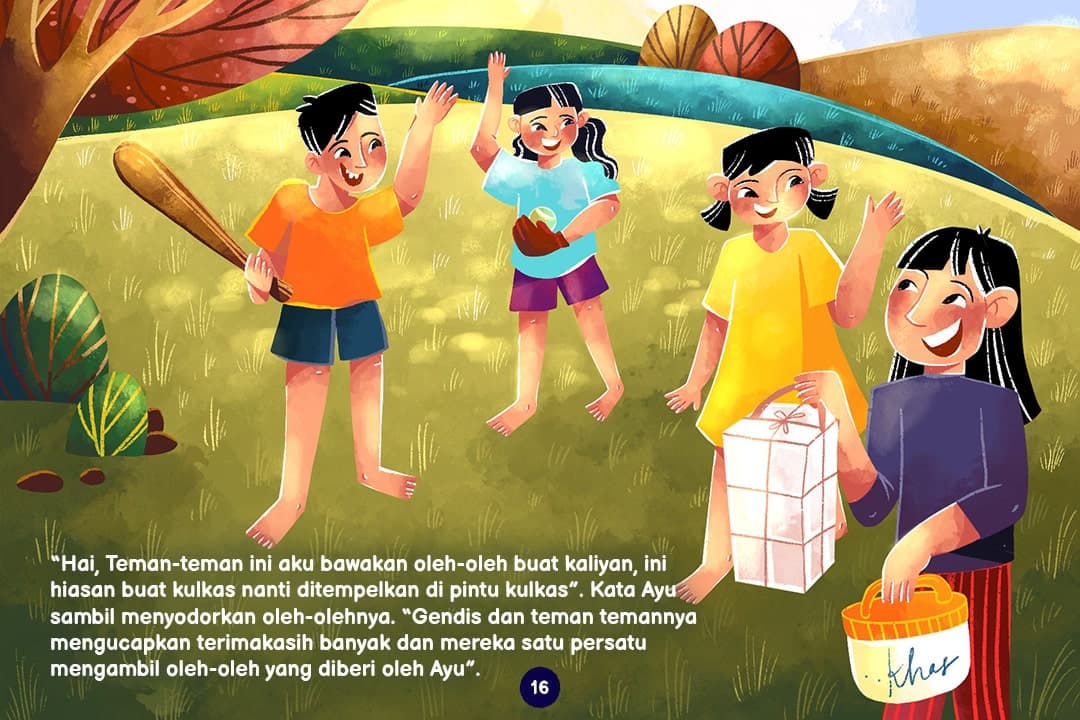 “Hai, Teman-teman ini aku bawakan oleh-oleh buat kaliyan, ini
hiasan buat kulkas nanti ditempelkan di pintu kulkas”. Kata Ayu
sambil menyodorkan oleh-olehnya. “Gendis dan teman temannya
mengucapkan terimakasih banyak dan mereka satu persatu
mengambil oleh-oleh yang diberi oleh Ayu”.
..khas
16